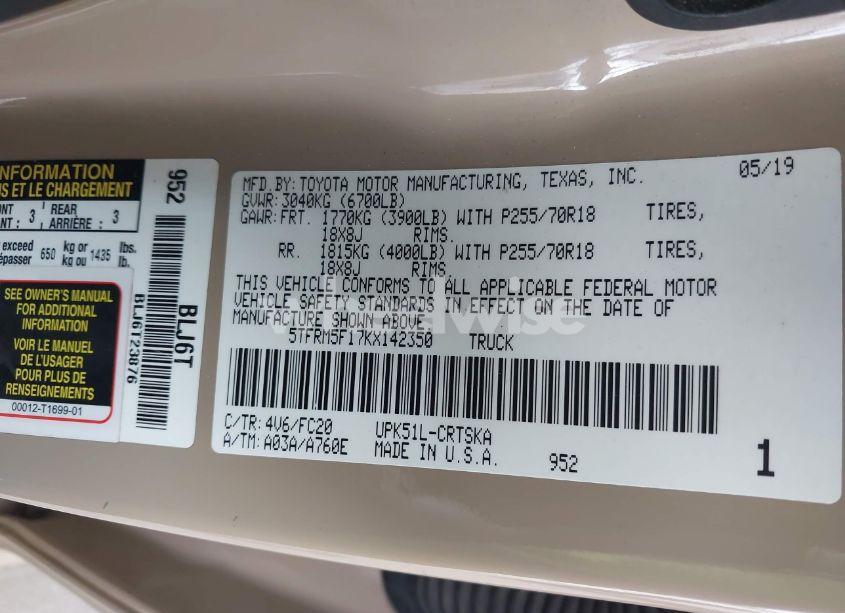 INFORMATION
US ET LE CHARGEMENT
NT : 3 REAR ARRIÈRE : 3
exceed 650 kg or 1435 lbs.
épasser kg ou lb.
SEE OWNER'S MANUAL
FOR ADDITIONAL
INFORMATION
VOIR LE MANUEL
DE L'USAGER
POUR PLUS DE
RENSEIGNEMENTS
00012-T1699-01
952
BLJ6T
BLJ6T23876
MFD.BY: TOYOTA MOTOR MANUFACTURING, TEXAS, INC. 05/19
GVWR: 3040KG (6700LB)
GAWR: FRT. 1770KG (3900LB) WITH P255/70R18 TIRES,
18X8J RIMS.
RR. 1815KG (4000LB) WITH P255/70R18 TIRES,
18X8J RIMS
THIS VEHICLE CONFORMS TO ALL APPLICABLE FEDERAL MOTOR
VEHICLE SAFETY STANDARDS IN EFFECT ON THE DATE OF
MANUFACTURE SHOWN ABOVE
5TFRM5F17KX142350 TRUCK
C/TR: 4V6/FC20 UPK51L-CRTSKA
A/TM: A03A/A760E MADE IN U.S.A. 952 1